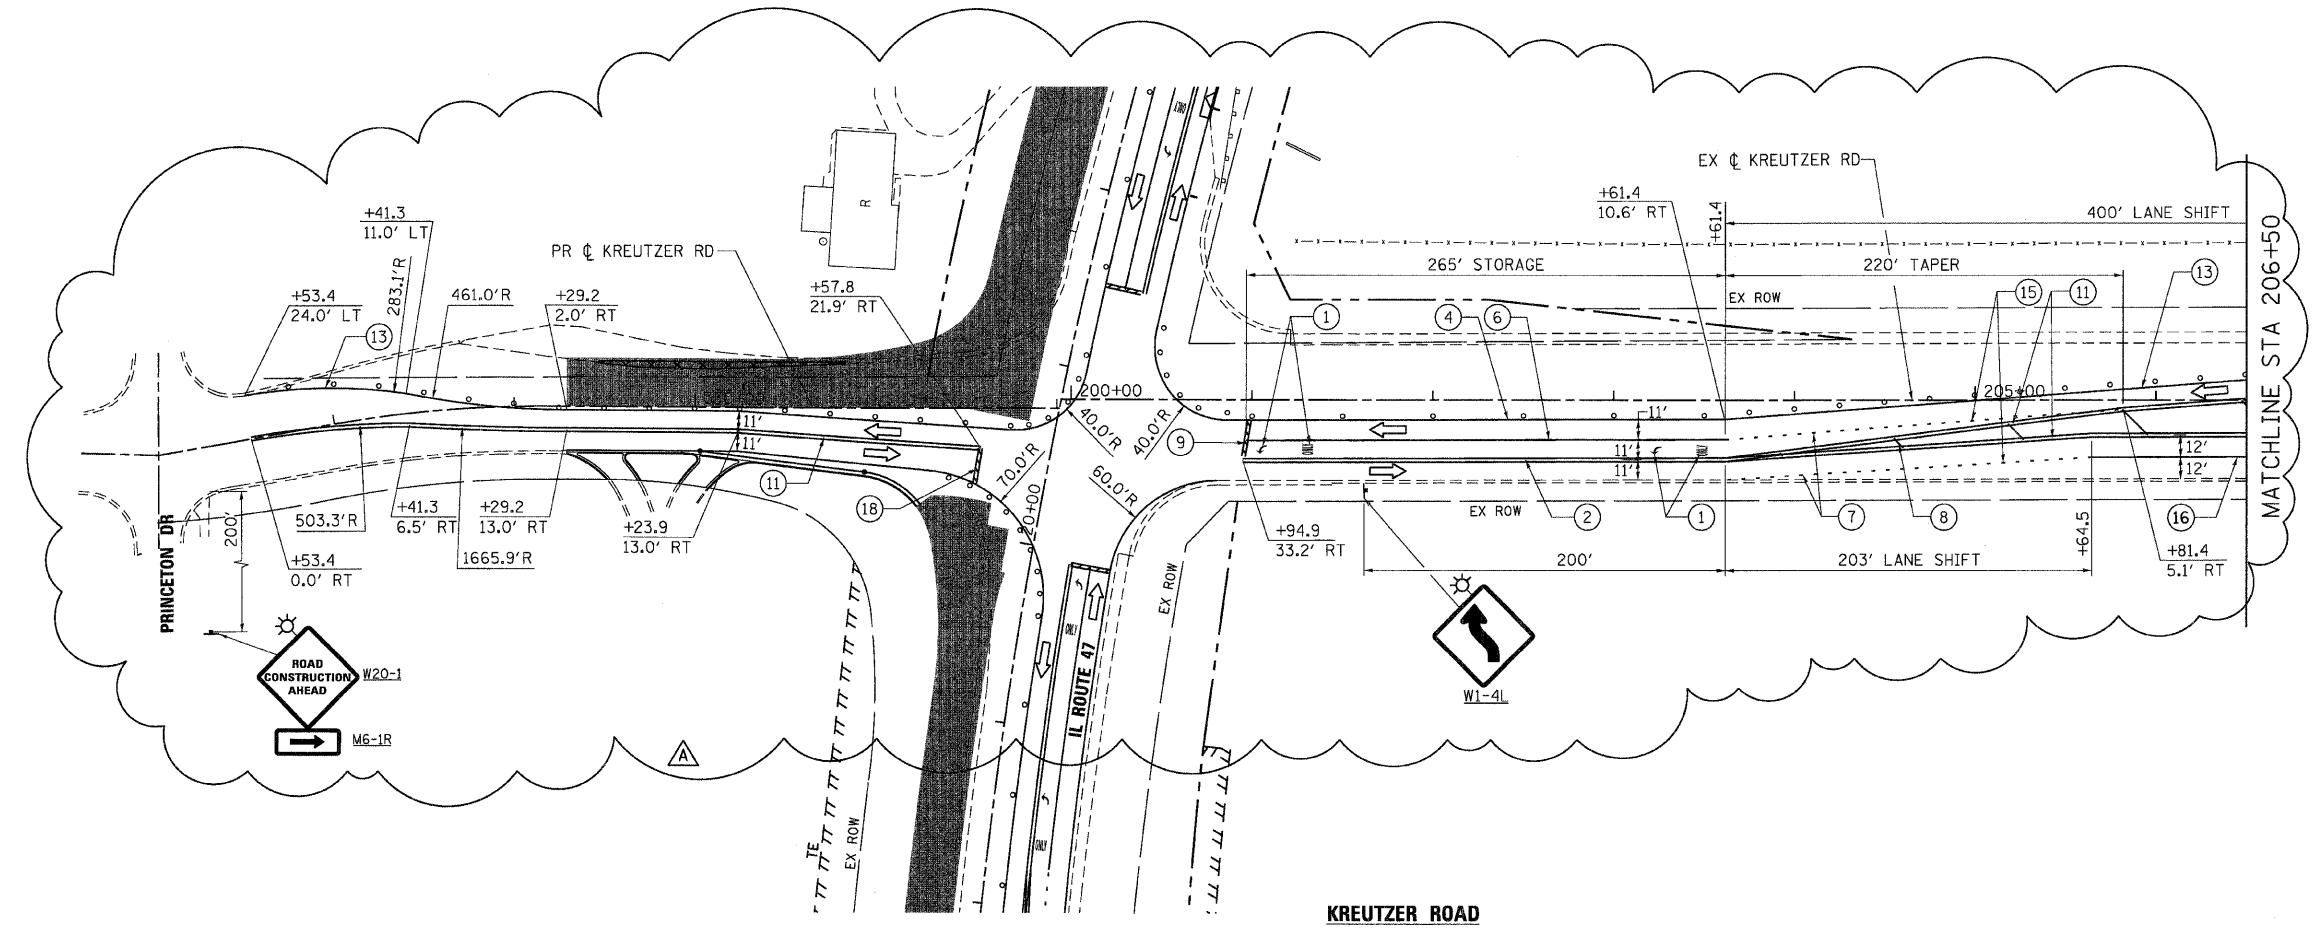 EX ℄ KREUTZER RD
+61.4
10.6' RT
+61.4
400' LANE SHIFT
265' STORAGE
220' TAPER
13
EX ROW
15
11
1
4
6
MATCHLINE STA 206+50
+41.3
11.0' LT
283.1'R
461.0'R
+53.4
24.0' LT
13
PR ℄ KREUTZER RD
+29.2
2.0' RT
+57.8
21.9' RT
R
200+00
205+00
40.0'R
40.0'R
70.0'R
60.0'R
20+00
11'
11'
11'
11'
11'
12'
12'
9
ONLY
ONLY
11
18
503.3'R
+41.3
6.5' RT
+29.2
13.0' RT
1665.9'R
+23.9
13.0' RT
+53.4
0.0' RT
200'
PRINCETON DR
+94.9
33.2' RT
EX ROW
2
1
7
8
16
+64.5
+81.4
5.1' RT
200'
203' LANE SHIFT
EX ROW
ROAD
CONSTRUCTION
AHEAD
W20-1
M6-1R
W1-4L
ONLY
IL ROUTE 47
ONLY
A
TE
EX ROW
KREUTZER ROAD